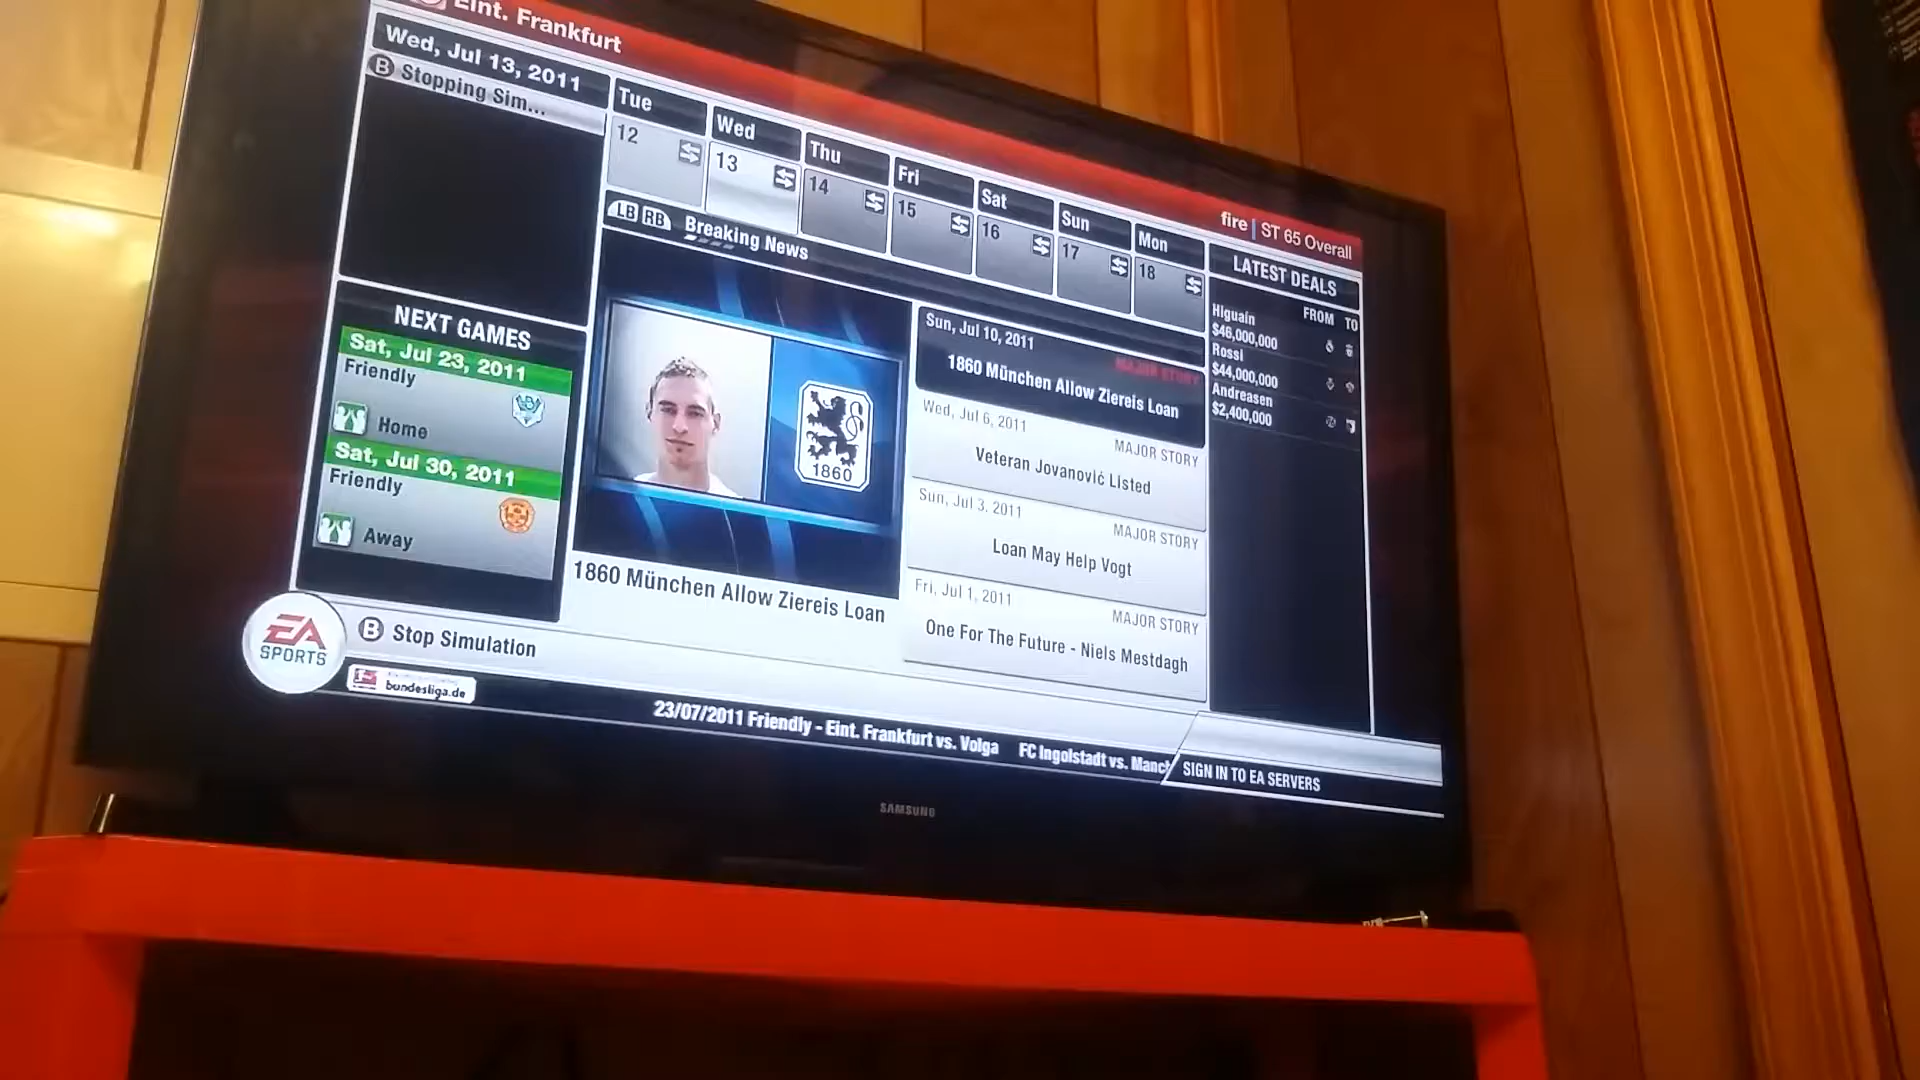 Eint. Frankfurt
Wed, Jul 13, 2011
B Stopping Sim...
Tue
12
Wed
13
Thu
14
Fri
15
Sat
16
Sun
17
Mon
18
fire | ST 65 Overall
LB RB Breaking News
LATEST DEALS
FROM TO
Higuain
$46,000,000
Rossi
$44,000,000
Andreasen
$2,400,000
NEXT GAMES
Sat, Jul 23, 2011
Friendly
Home
Sat, Jul 30, 2011
Friendly
Away
1860
1860 München Allow Ziereis Loan
Sun, Jul 10, 2011
MAJOR STORY
1860 München Allow Ziereis Loan
Wed, Jul 6, 2011
MAJOR STORY
Veteran Jovanović Listed
Sun, Jul 3, 2011
MAJOR STORY
Loan May Help Vogt
Fri, Jul 1, 2011
MAJOR STORY
One For The Future - Niels Mestdagh
EA SPORTS
B Stop Simulation
bundesliga.de
23/07/2011 Friendly - Eint. Frankfurt vs. Volga FC Ingolstadt vs. Manch
SIGN IN TO EA SERVERS
SAMSUNG